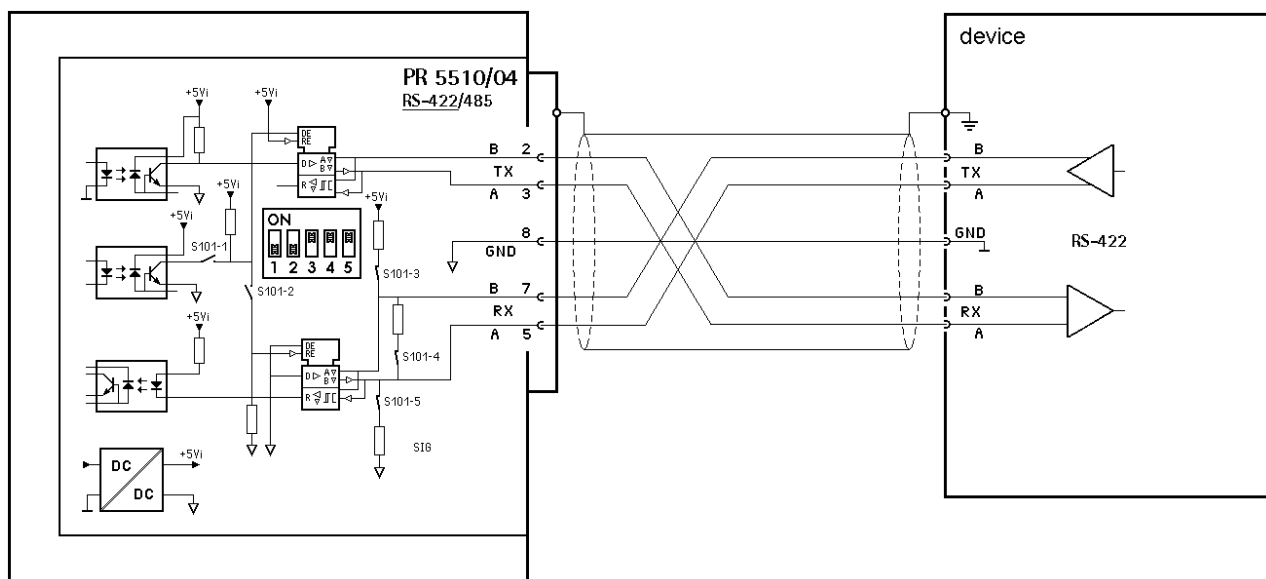 device
PR 5510/04
RS-422/485
+5Vi
+5Vi
DE
RE
D
A
B
R
B
2
TX
A
3
B
TX
A
+5Vi
+5Vi
+5Vi
S101-1
ON
1 2 3 4 5
8
GND
GND
RS-422
S101-3
S101-2
B
7
RX
A
5
B
RX
A
+5Vi
DE
RE
D
A
B
R
S101-4
S101-5
SIG
+5Vi
DC
DC